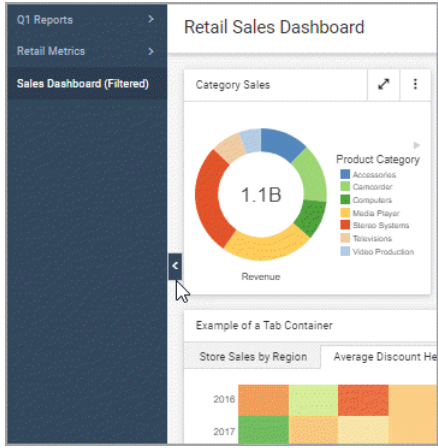 Q1 Reports
Retail Metrics
Sales Dashboard (Filtered)
Retail Sales Dashboard
Category Sales
1.1B
Revenue
Product Category
Accessories
Camcorder
Computers
Media Player
Stereo Systems
Televisions
Video Production
Example of a Tab Container
Store Sales by Region
Average Discount He
2016
2017